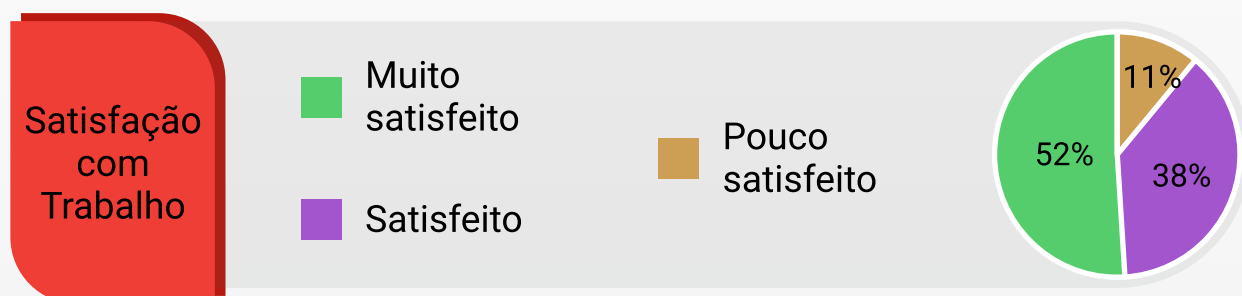 Satisfação
com
Trabalho
Muito
satisfeito
Satisfeito
Pouco
satisfeito
11%
52%
38%